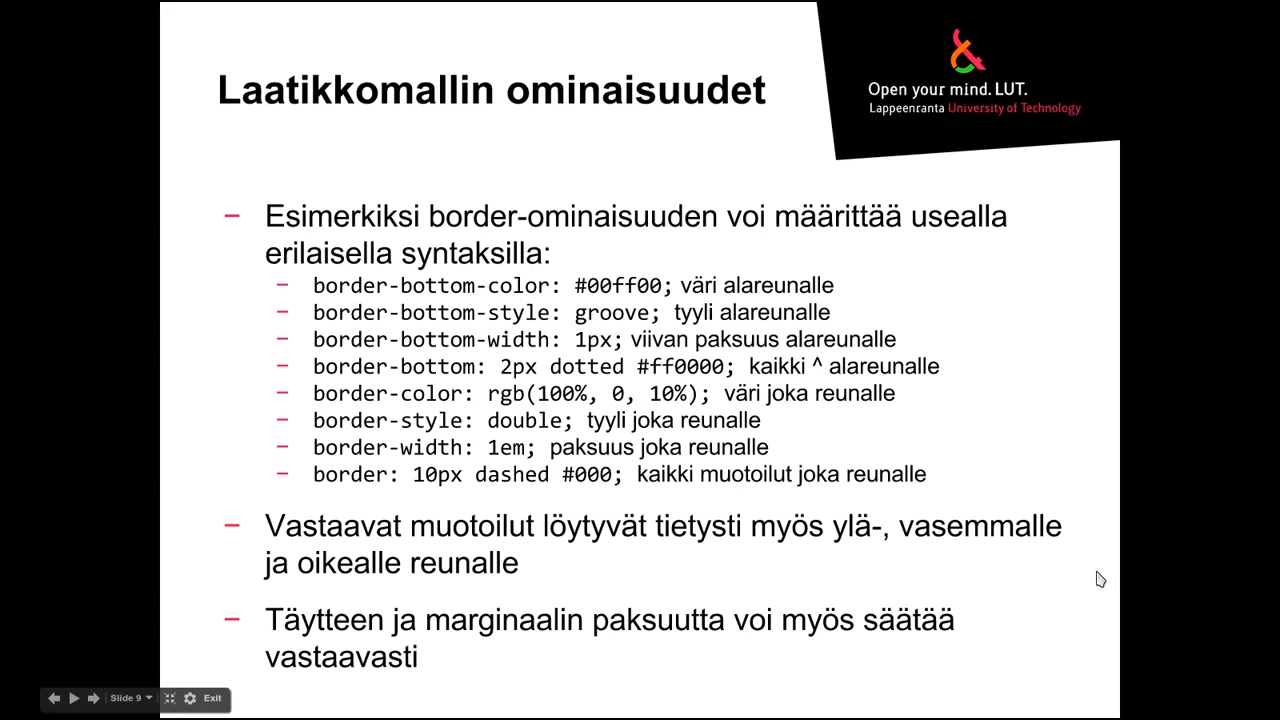 Laatikkomallin ominaisuudet
Open your mind. LUT.
Lappeenranta University of Technology
– Esimerkiksi border-ominaisuuden voi määrittää usealla
erilaisella syntaksilla:
– border-bottom-color: #00ff00; väri alareunalle
– border-bottom-style: groove; tyyli alareunalle
– border-bottom-width: 1px; viivan paksuus alareunalle
– border-bottom: 2px dotted #ff0000; kaikki ^ alareunalle
– border-color: rgb(100%, 0, 10%); väri joka reunalle
– border-style: double; tyyli joka reunalle
– border-width: 1em; paksuus joka reunalle
– border: 10px dashed #000; kaikki muotoilut joka reunalle
– Vastaavat muotoilut löytyvät tietysti myös ylä-, vasemmalle
ja oikealle reunalle
– Täytteen ja marginaalin paksuutta voi myös säätää
vastaavasti
Slide 9 Exit